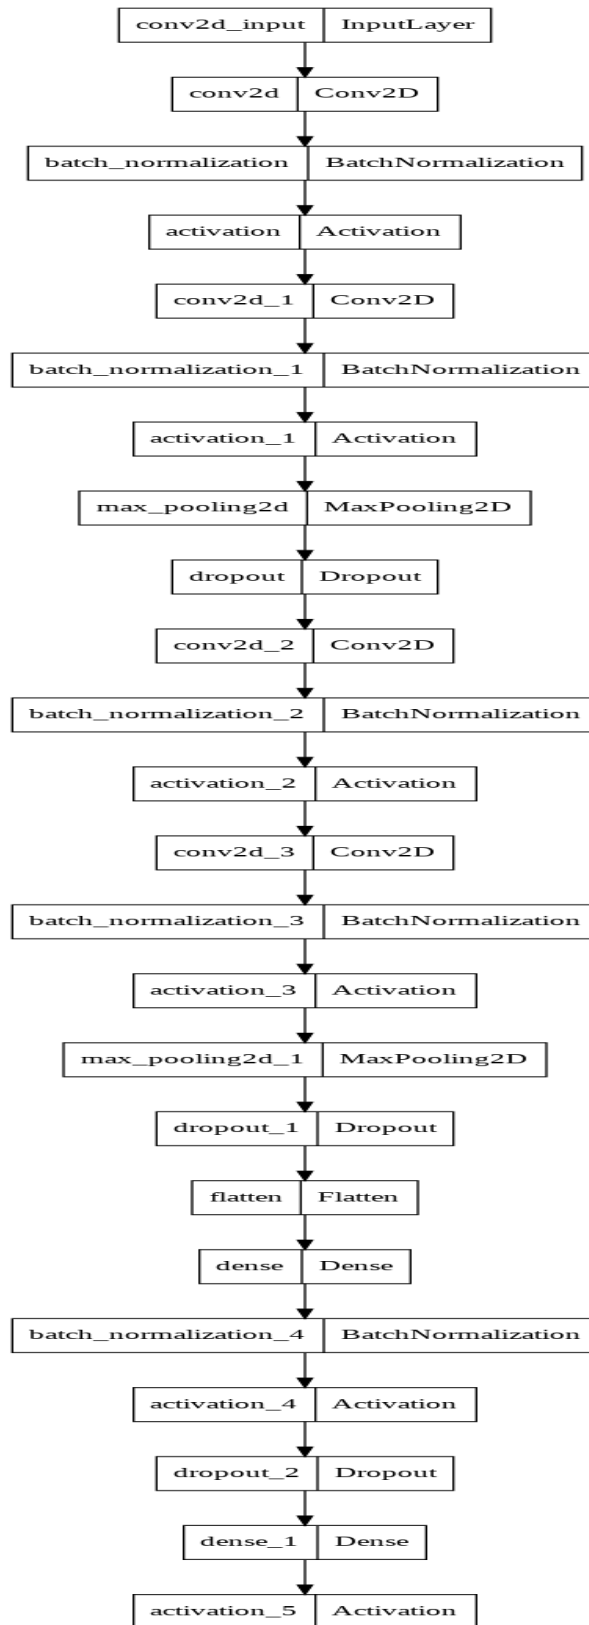 conv2d_input InputLayer
conv2d Conv2D
batch_normalization BatchNormalization
activation Activation
conv2d_1 Conv2D
batch_normalization_1 BatchNormalization
activation_1 Activation
max_pooling2d MaxPooling2D
dropout Dropout
conv2d_2 Conv2D
batch_normalization_2 BatchNormalization
activation_2 Activation
conv2d_3 Conv2D
batch_normalization_3 BatchNormalization
activation_3 Activation
max_pooling2d_1 MaxPooling2D
dropout_1 Dropout
flatten Flatten
dense Dense
batch_normalization_4 BatchNormalization
activation_4 Activation
dropout_2 Dropout
dense_1 Dense
activation_5 Activation